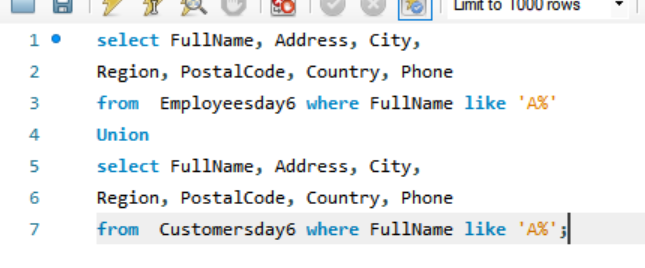 Limit to 1000 rows
1 select FullName, Address, City,
2 Region, PostalCode, Country, Phone
3 from  Employeesday6 where FullName like 'A%'
4 Union
5 select FullName, Address, City,
6 Region, PostalCode, Country, Phone
7 from  Customersday6 where FullName like 'A%';